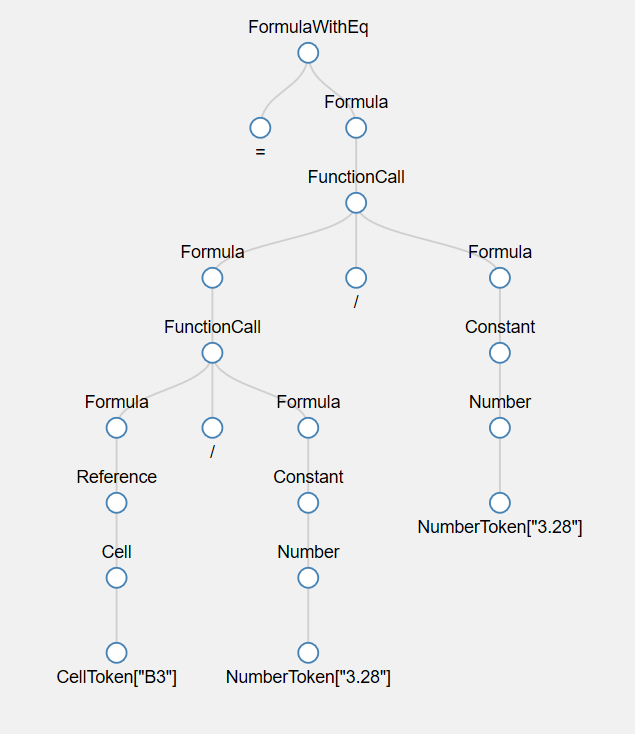 FormulaWithEq
Formula
=
FunctionCall
Formula
/
Formula
FunctionCall
Constant
Formula
/
Formula
Number
Reference
Constant
NumberToken["3.28"]
Cell
Number
CellToken["B3"]
NumberToken["3.28"]